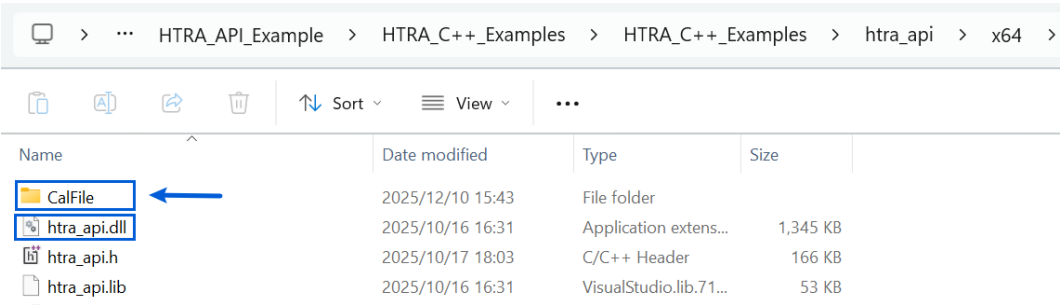 … HTRA_API_Example > HTRA_C++_Examples > HTRA_C++_Examples > htra_api > x64 >
Sort View ...
Name Date modified Type Size
CalFile 2025/12/10 15:43 File folder
htra_api.dll 2025/10/16 16:31 Application extens... 1,345 KB
htra_api.h 2025/10/17 18:03 C/C++ Header 166 KB
htra_api.lib 2025/10/16 16:31 VisualStudio.lib.71... 53 KB